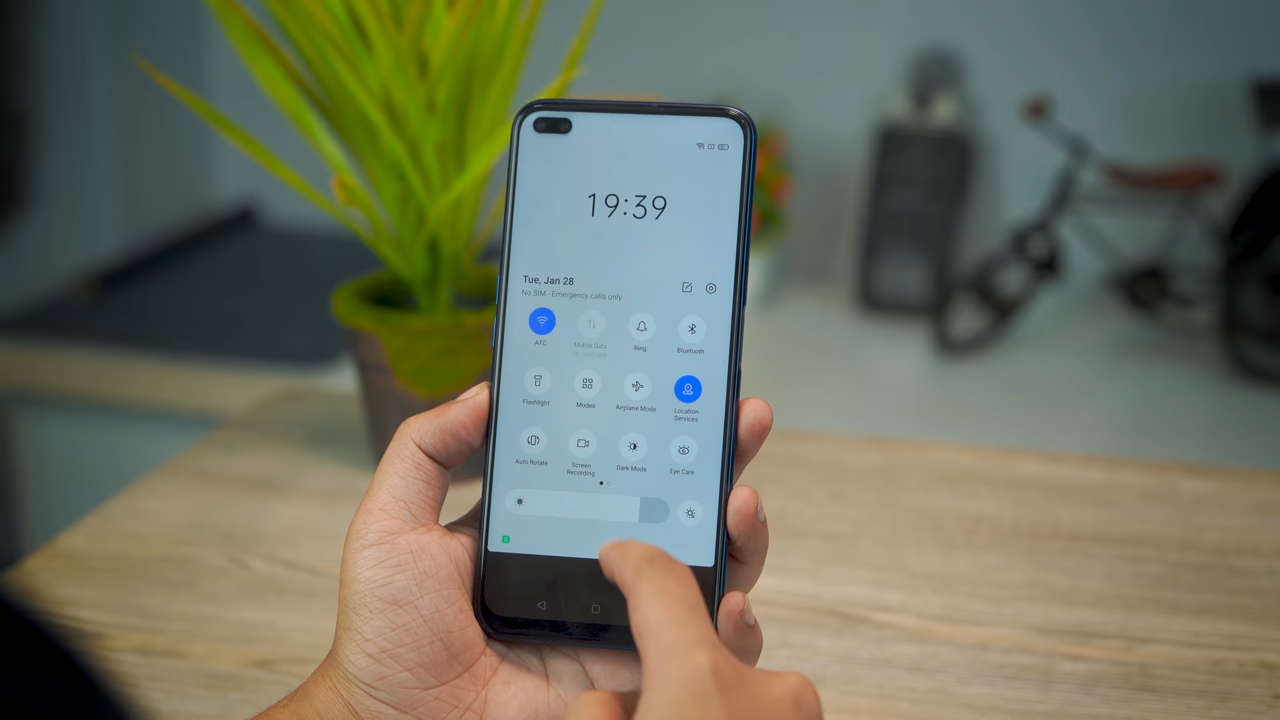 19:39
Tue, Jan 28
No SIM - Emergency calls only
ATC
Mobile Data
Ring
Bluetooth
Flashlight
Modes
Airplane Mode
Location
Services
Auto Rotate
Screen
Recording
Dark Mode
Eye Care